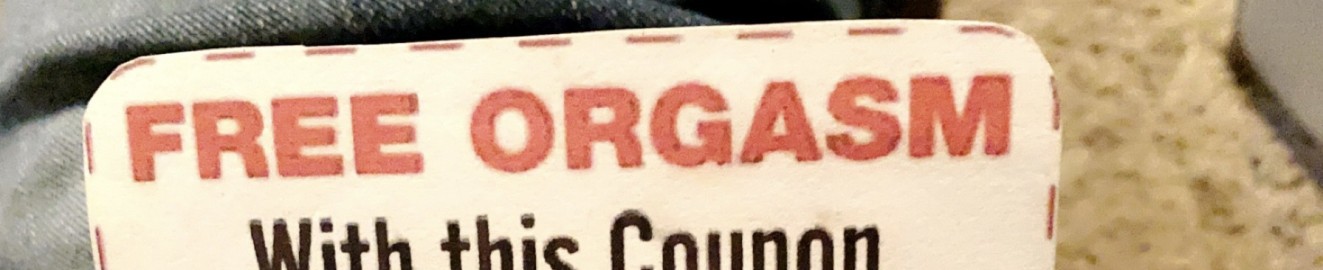 FREE ORGASM
With this Coupon